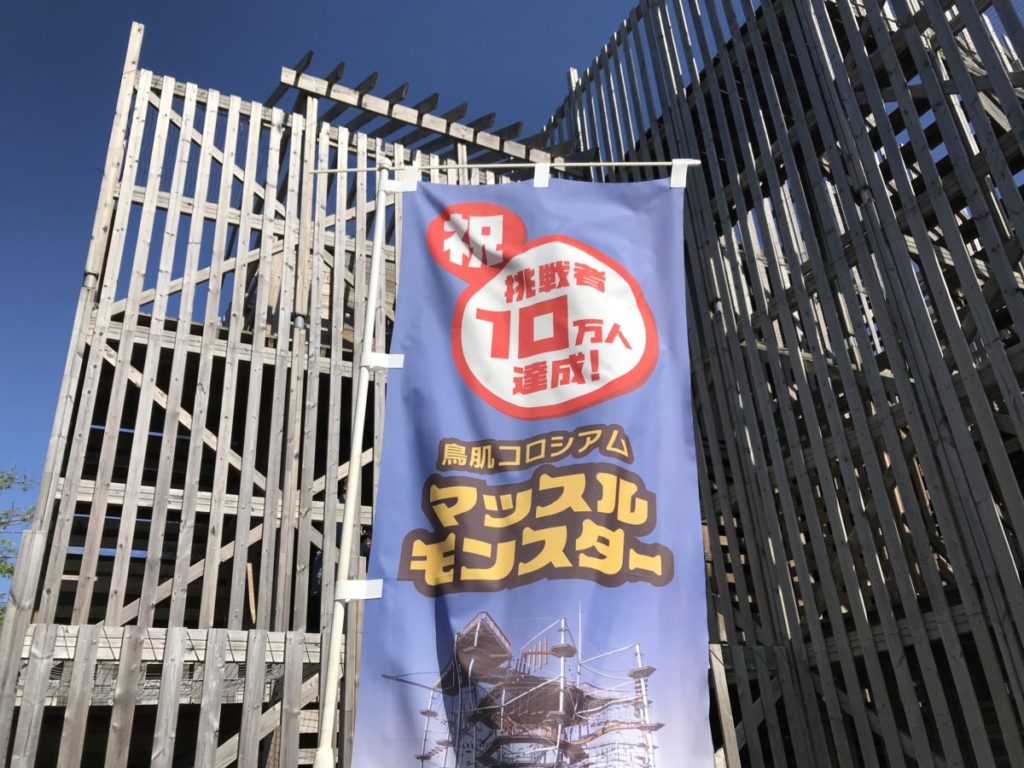 祝
挑戦者
10万人
達成!
鳥肌コロシアム
マッスル
モンスター